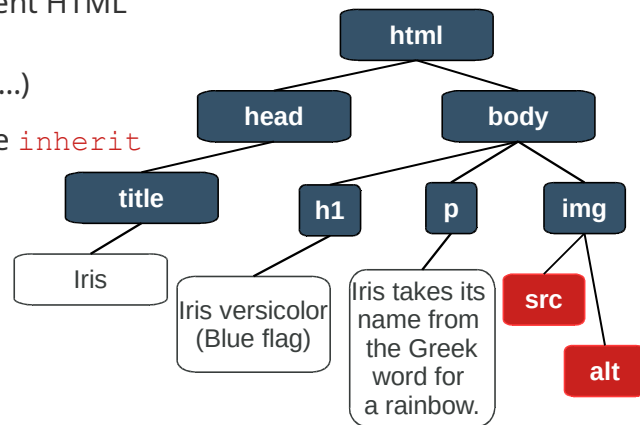 ent HTML
...)
e inherit
html
head
body
title
h1
p
img
Iris
Iris versicolor
(Blue flag)
Iris takes its
name from
the Greek
word for
a rainbow.
src
alt